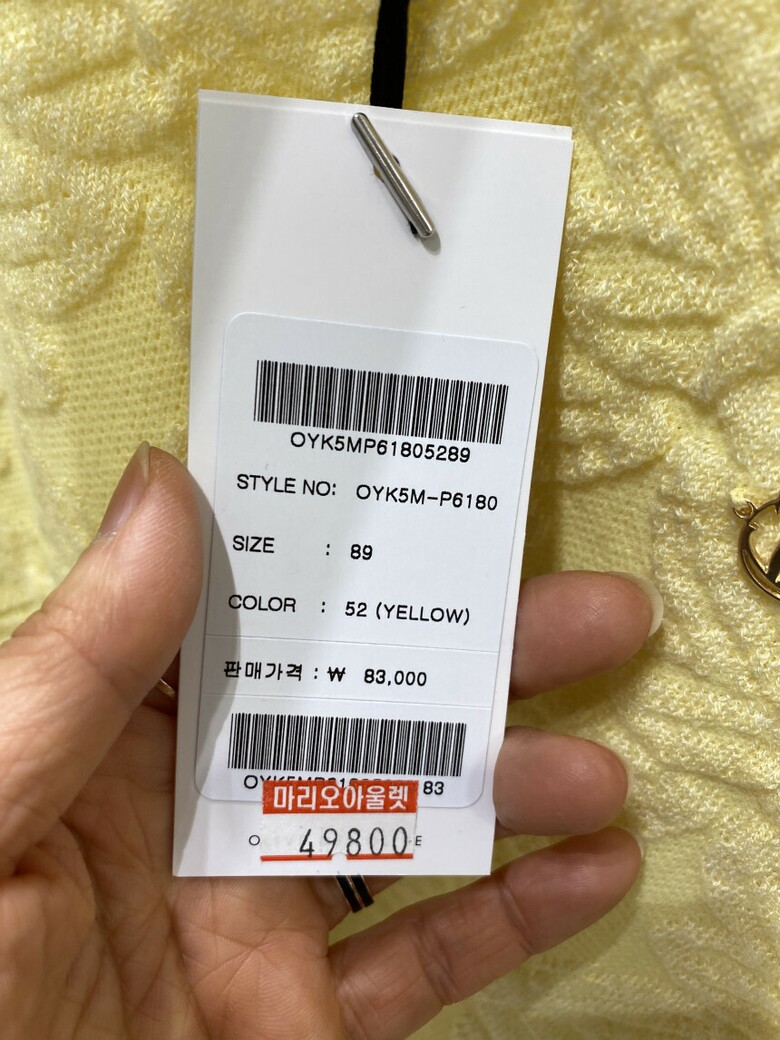 OYK5MP61805289
STYLE NO: OYK5M-P6180
SIZE : 89
COLOR : 52 (YELLOW)
판매가격 : ₩ 83,000
83
마리오아울렛
49800